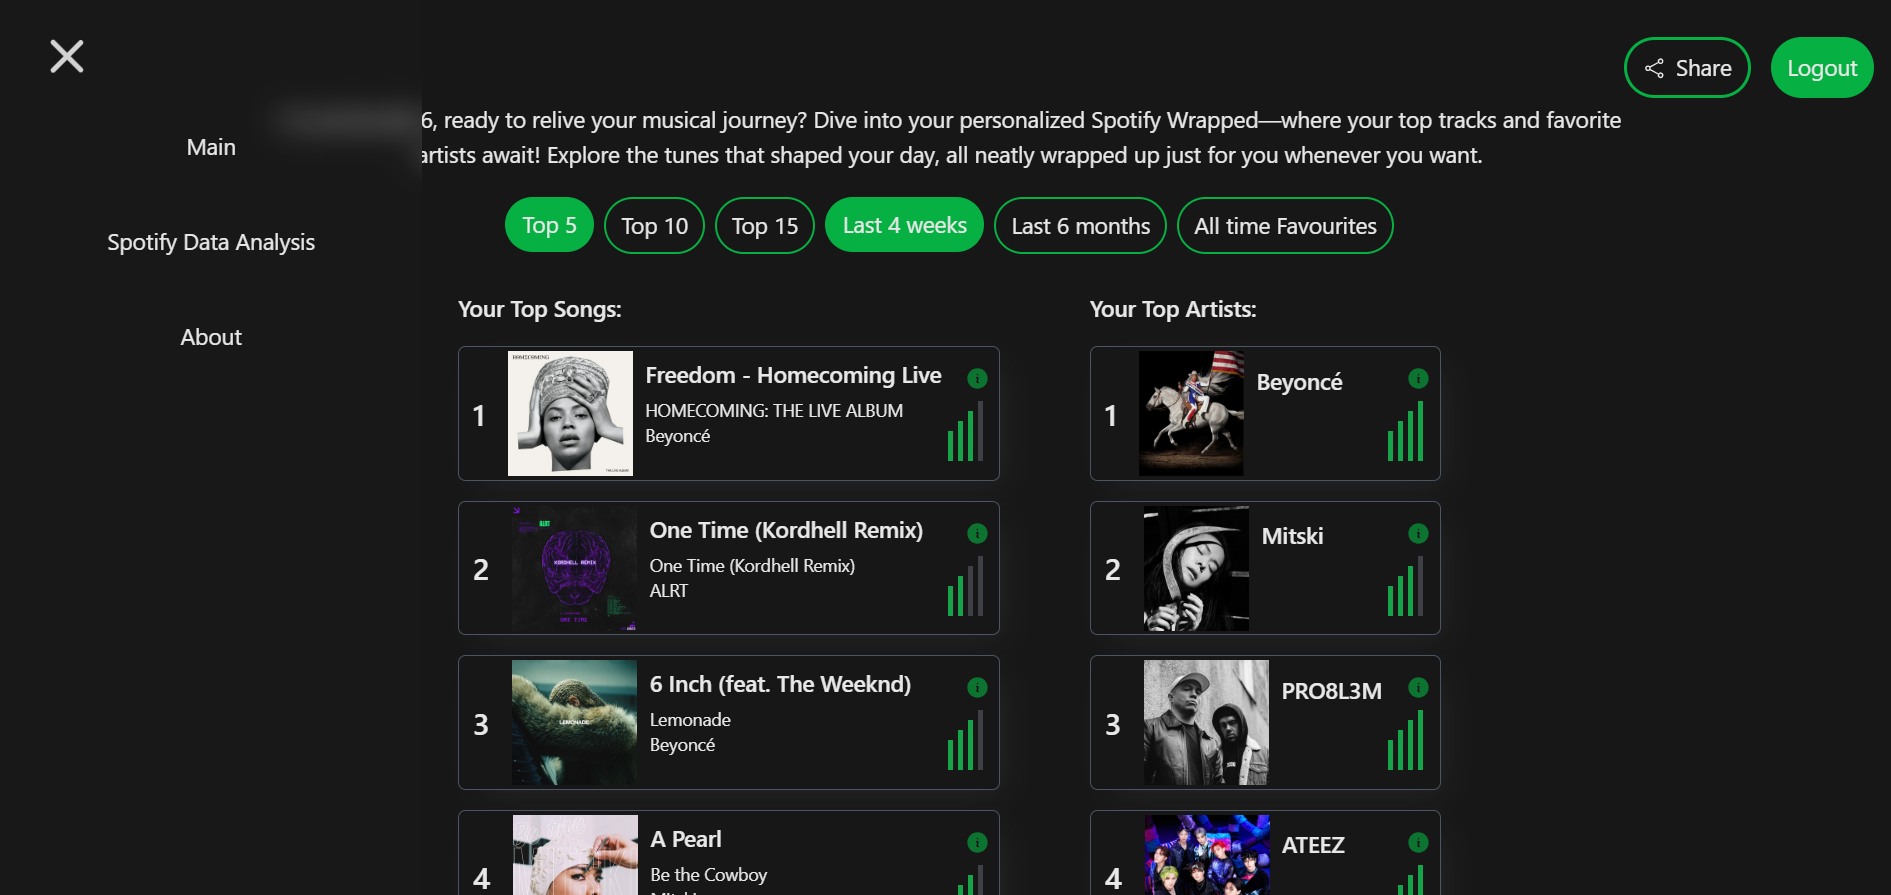 Share
Logout
Main
Spotify Data Analysis
About
6, ready to relive your musical journey? Dive into your personalized Spotify Wrapped—where your top tracks and favorite
artists await! Explore the tunes that shaped your day, all neatly wrapped up just for you whenever you want.
Top 5
Top 10
Top 15
Last 4 weeks
Last 6 months
All time Favourites
Your Top Songs:
1
Freedom - Homecoming Live
HOMECOMING: THE LIVE ALBUM
Beyoncé
2
KORDHELL REMIX
ONE TIME
One Time (Kordhell Remix)
One Time (Kordhell Remix)
ALRT
3
LEMONADE
6 Inch (feat. The Weeknd)
Lemonade
Beyoncé
4
A Pearl
Be the Cowboy
Your Top Artists:
1
Beyoncé
2
Mitski
3
PRO8L3M
4
ATEEZ